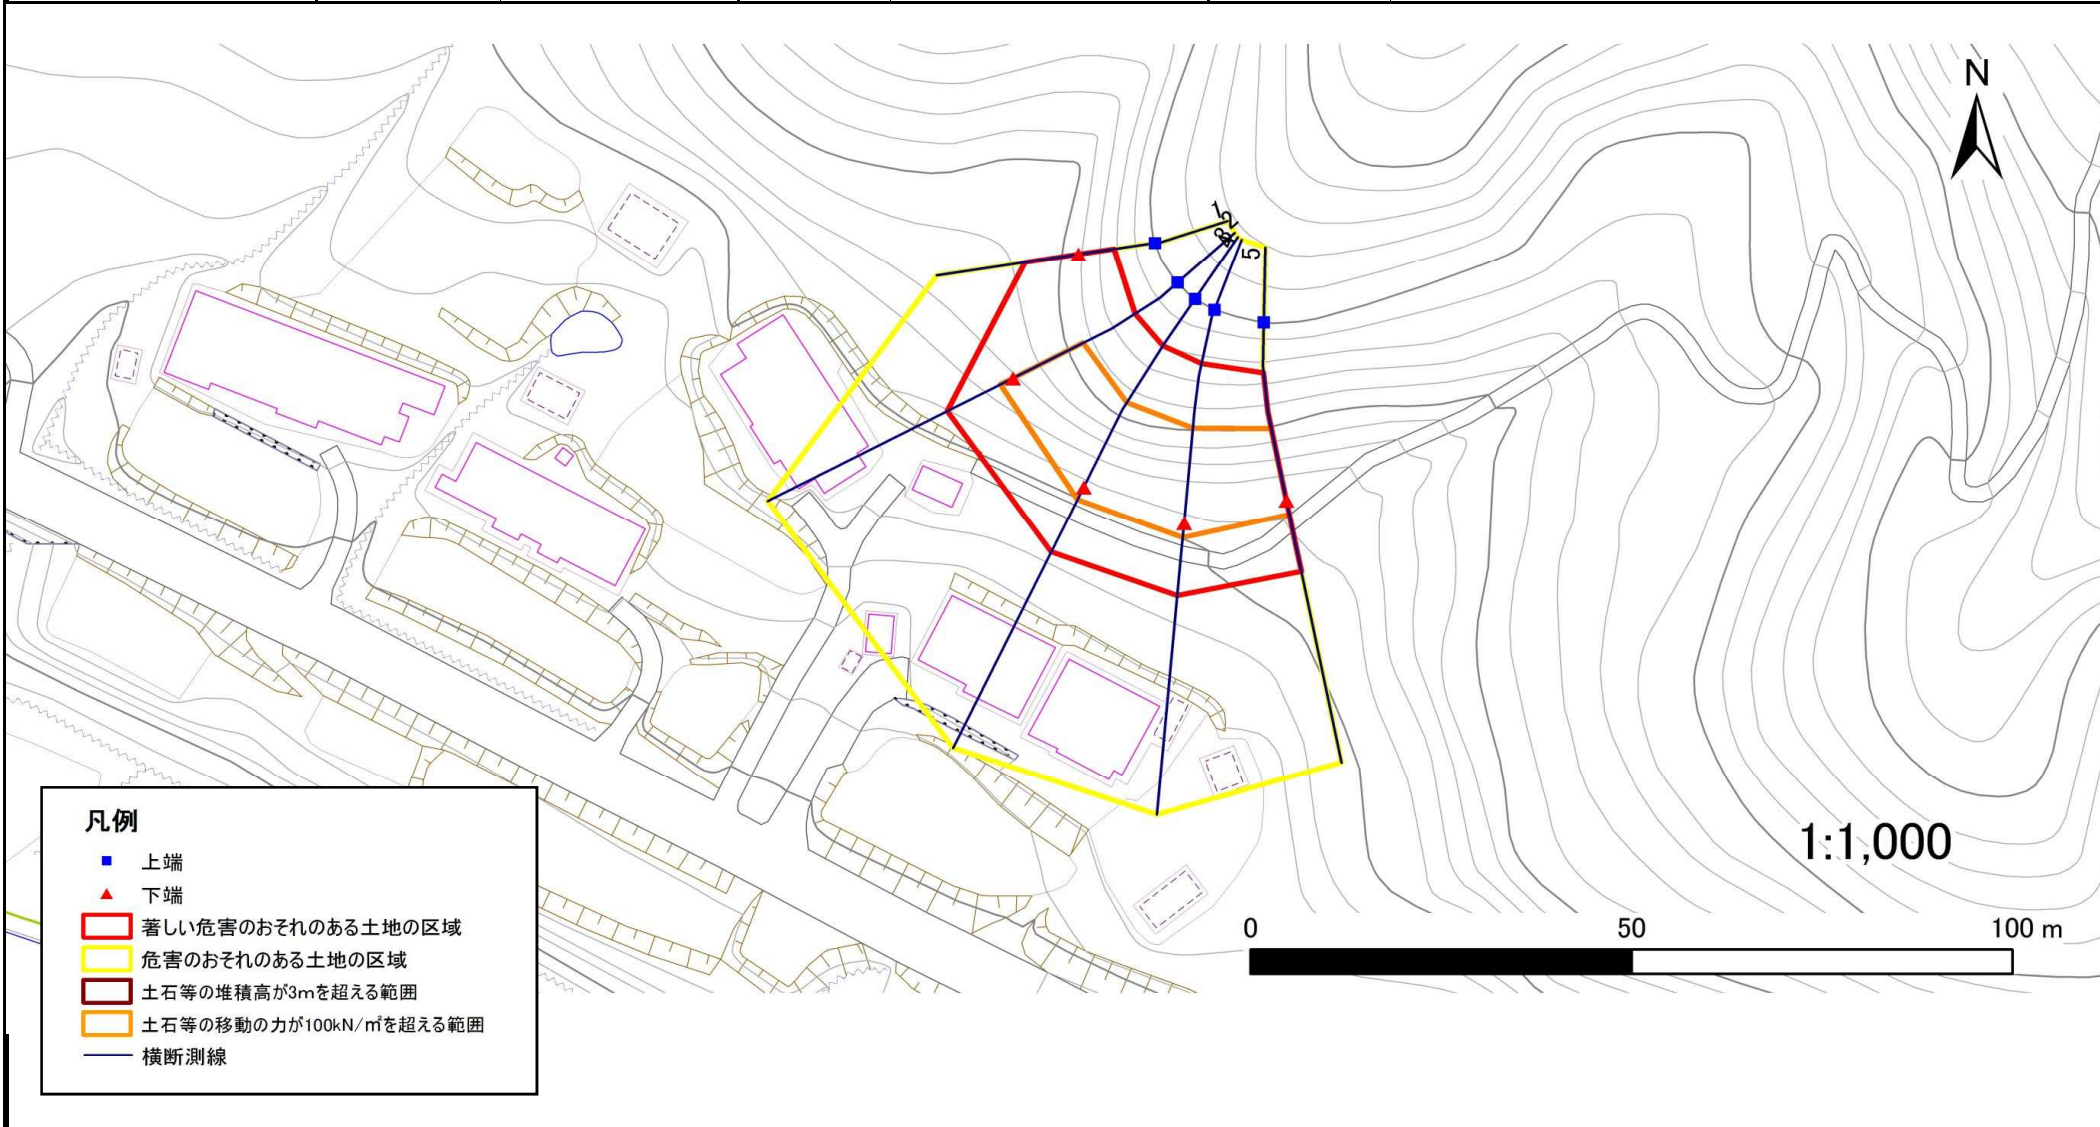 N
1
2
3
4
5
1:1,000
0 50 100 m
凡例
上端
下端
著しい危害のおそれのある土地の区域
危害のおそれのある土地の区域
土石等の堆積高が3mを超える範囲
土石等の移動の力が100kN/㎡を超える範囲
横断測線